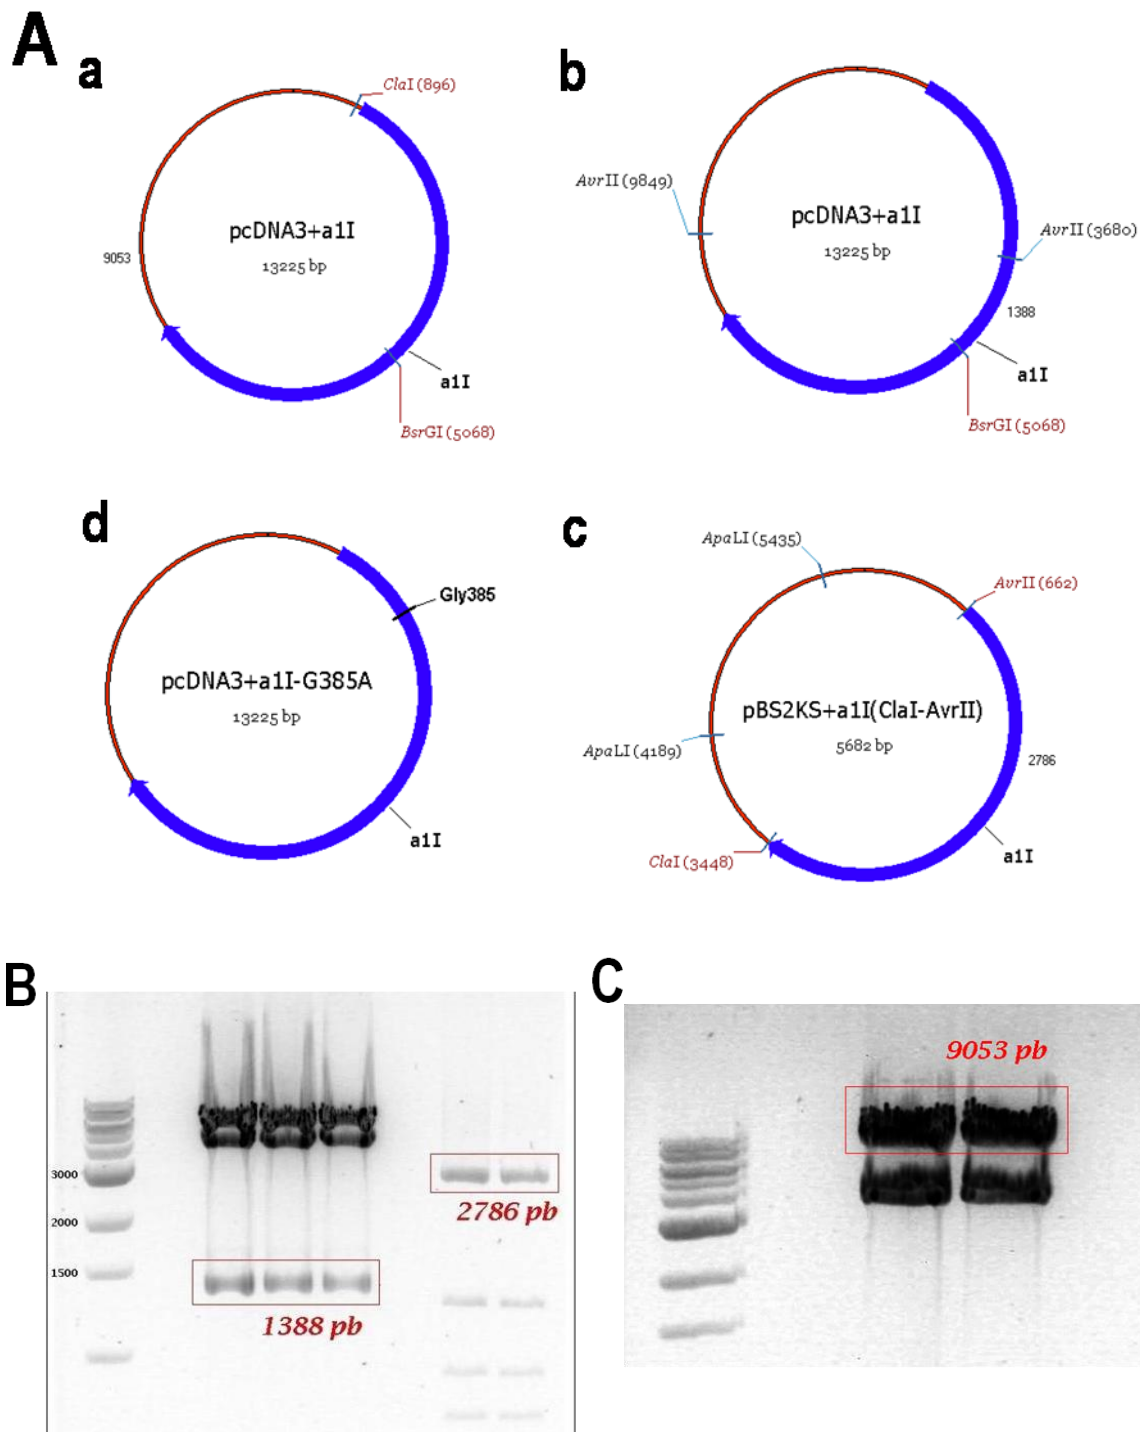 A
a
ClaI (896)
pcDNA3+a1I
13225 bp
9053
a1I
BsrGI (5068)
b
AvrII (9849)
pcDNA3+a1I
13225 bp
AvrII (3680)
1388
a1I
BsrGI (5068)
d
Gly385
pcDNA3+a1I-G385A
13225 bp
a1I
c
ApaLI (5435)
AvrII (662)
pBS2KS+a1I(ClaI-AvrII)
5682 bp
ApaLI (4189)
2786
ClaI (3448)
a1I
B
3000
2000
1500
2786 pb
1388 pb
C
9053 pb